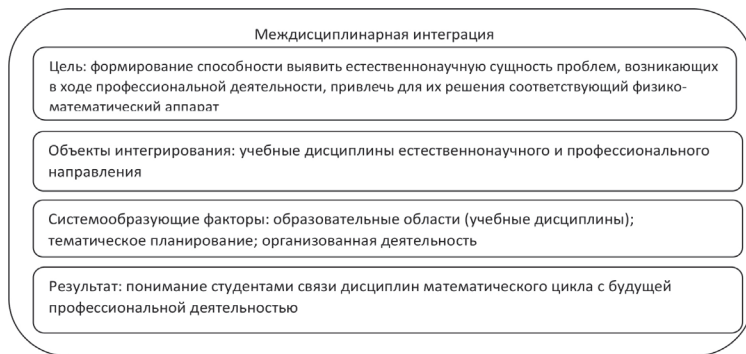 Междисциплинарная интеграция
Цель: формирование способности выявить естественнонаучную сущность проблем, возникающих
в ходе профессиональной деятельности, привлечь для их решения соответствующий физико-
математический аппарат
Объекты интегрирования: учебные дисциплины естественнонаучного и профессионального
направления
Системообразующие факторы: образовательные области (учебные дисциплины);
тематическое планирование; организованная деятельность
Результат: понимание студентами связи дисциплин математического цикла с будущей
профессиональной деятельностью